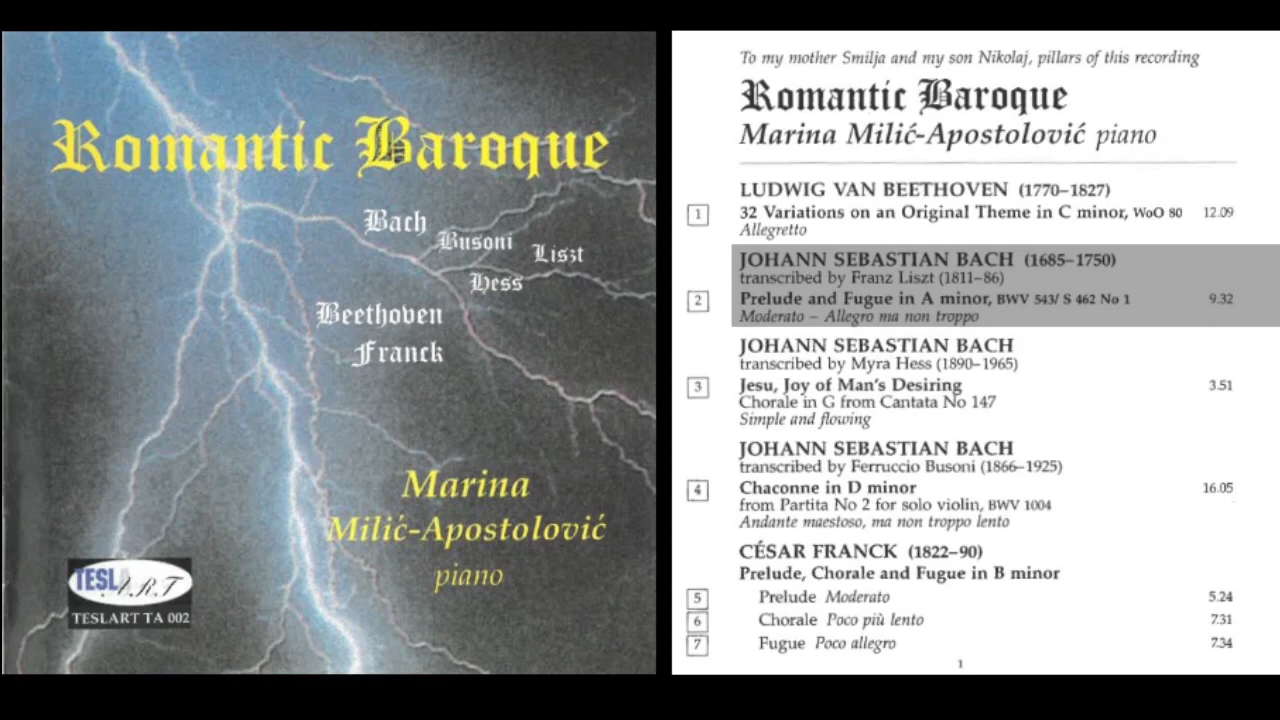 Romantic Baroque
Bach
Busoni
Liszt
Hess
Beethoven
Franck
Marina
Milić-Apostolović
piano
TESLART
TESLART TA 002
To my mother Smilja and my son Nikolaj, pillars of this recording
Romantic Baroque
Marina Milić-Apostolović piano
LUDWIG VAN BEETHOVEN (1770–1827)
1 32 Variations on an Original Theme in C minor, WoO 80 12.09
Allegretto
JOHANN SEBASTIAN BACH (1685–1750)
transcribed by Franz Liszt (1811–86)
2 Prelude and Fugue in A minor, BWV 543/ S 462 No 1 9.32
Moderato – Allegro ma non troppo
JOHANN SEBASTIAN BACH
transcribed by Myra Hess (1890–1965)
3 Jesu, Joy of Man's Desiring 3.51
Chorale in G from Cantata No 147
Simple and flowing
JOHANN SEBASTIAN BACH
transcribed by Ferruccio Busoni (1866–1925)
4 Chaconne in D minor 16.05
from Partita No 2 for solo violin, BWV 1004
Andante maestoso, ma non troppo lento
CÉSAR FRANCK (1822–90)
Prelude, Chorale and Fugue in B minor
5 Prelude Moderato 5.24
6 Chorale Poco più lento 7.31
7 Fugue Poco allegro 7.34
1